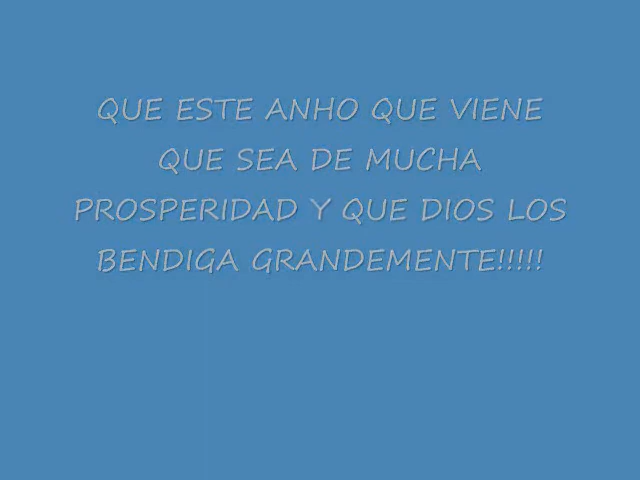 QUE ESTE ANHO QUE VIENE
QUE SEA DE MUCHA
PROSPERIDAD Y QUE DIOS LOS
BENDIGA GRANDEMENTE!!!!!